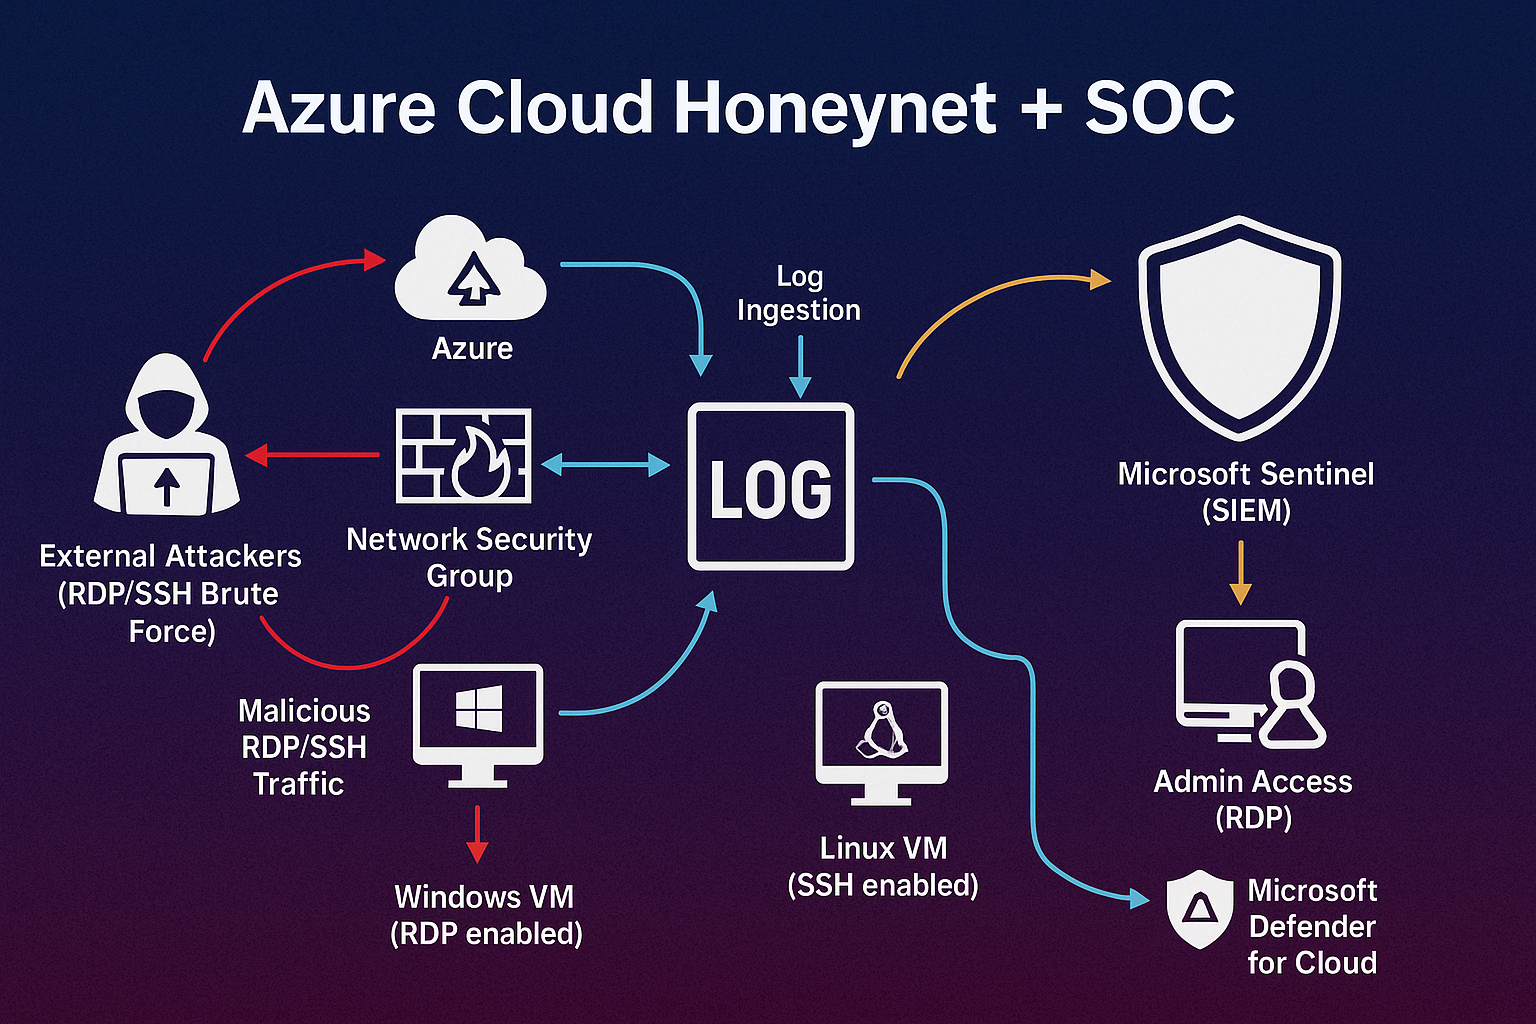 Azure Cloud Honeynet + SOC
Azure
Log
Ingestion
LOG
Microsoft Sentinel
(SIEM)
External Attackers
(RDP/SSH Brute
Force)
Network Security
Group
Malicious
RDP/SSH
Traffic
Windows VM
(RDP enabled)
Linux VM
(SSH enabled)
Admin Access
(RDP)
Microsoft
Defender
for Cloud